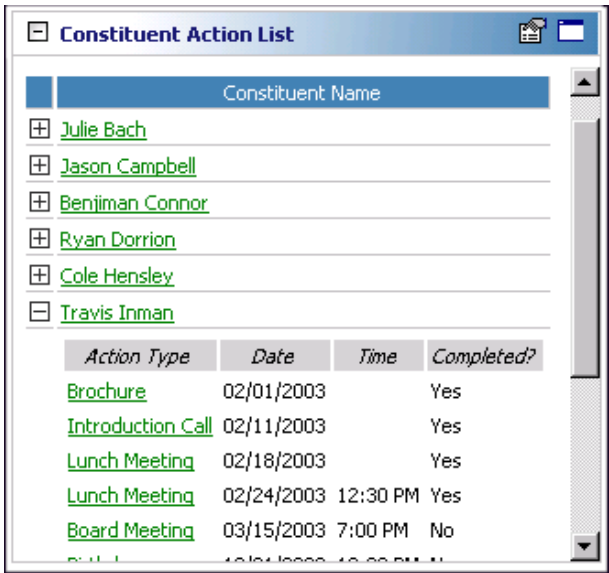 Constituent Action List
Constituent Name
Julie Bach
Jason Campbell
Benjiman Connor
Ryan Dorrion
Cole Hensley
Travis Inman
Action Type Date Time Completed?
Brochure 02/01/2003 Yes
Introduction Call 02/11/2003 Yes
Lunch Meeting 02/18/2003 Yes
Lunch Meeting 02/24/2003 12:30 PM Yes
Board Meeting 03/15/2003 7:00 PM No